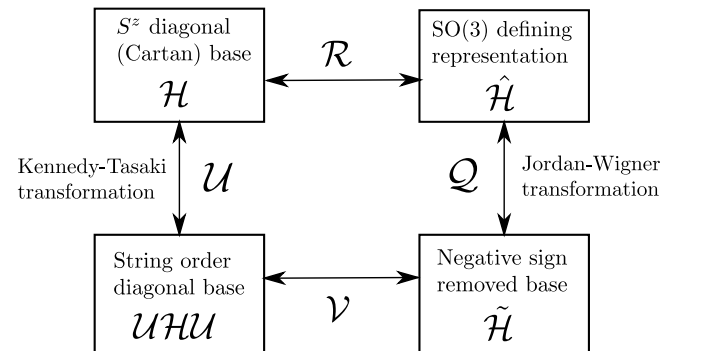 S^z diagonal
(Cartan) base
ℋ
ℛ
SO(3) defining
representation
Ĥ
Kennedy-Tasaki
transformation
𝒰
𝒬
Jordan-Wigner
transformation
String order
diagonal base
𝒰ℋ𝒰
𝒱
Negative sign
removed base
H̃